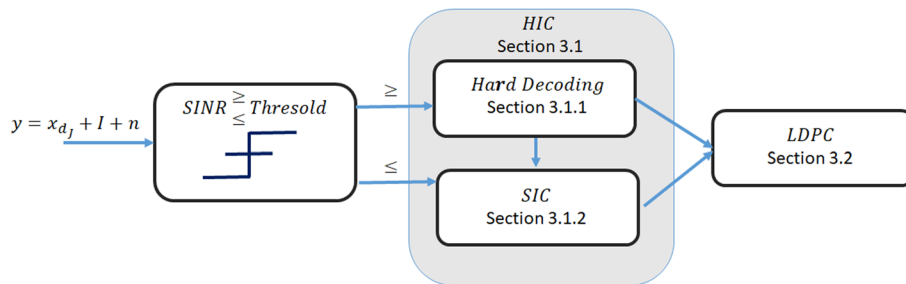 HIC
Section 3.1
y = x_{d_J} + I + n
SINR ≥ ≤ Thresold
≥
≤
Hard Decoding
Section 3.1.1
SIC
Section 3.1.2
LDPC
Section 3.2